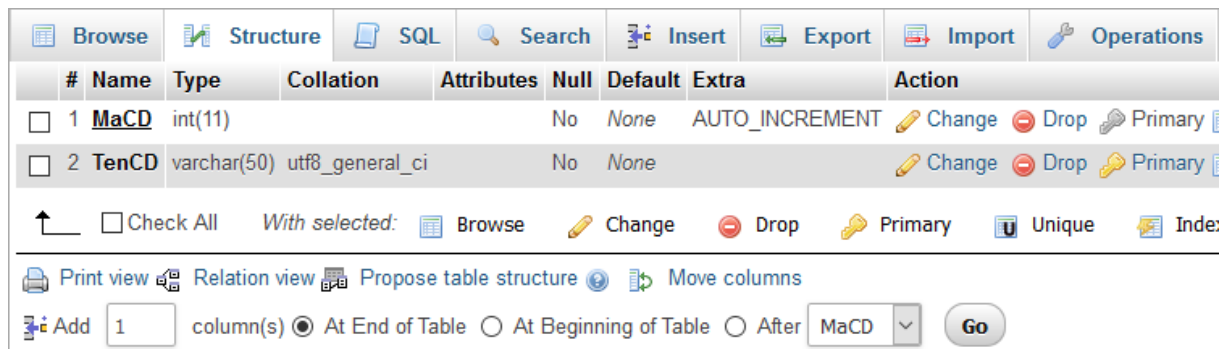 Browse Structure SQL Search Insert Export Import Operations
# Name Type Collation Attributes Null Default Extra Action
1 MaCD int(11) No None AUTO_INCREMENT Change Drop Primary
2 TenCD varchar(50) utf8_general_ci No None Change Drop Primary
Check All With selected: Browse Change Drop Primary Unique Index
Print view Relation view Propose table structure Move columns
Add 1 column(s) At End of Table At Beginning of Table After MaCD Go